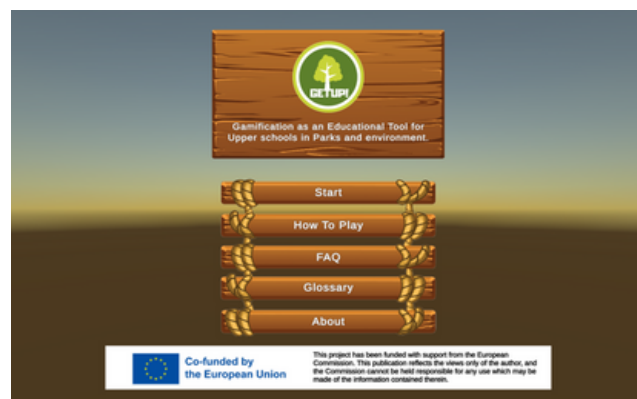 GETUP!
Gamification as an Educational Tool for
Upper schools in Parks and environment.
Start
How To Play
FAQ
Glossary
About
Co-funded by
the European Union
This project has been funded with support from the European
Commission. This publication reflects the views only of the author, and
the Commission cannot be held responsible for any use which may be
made of the information contained therein.